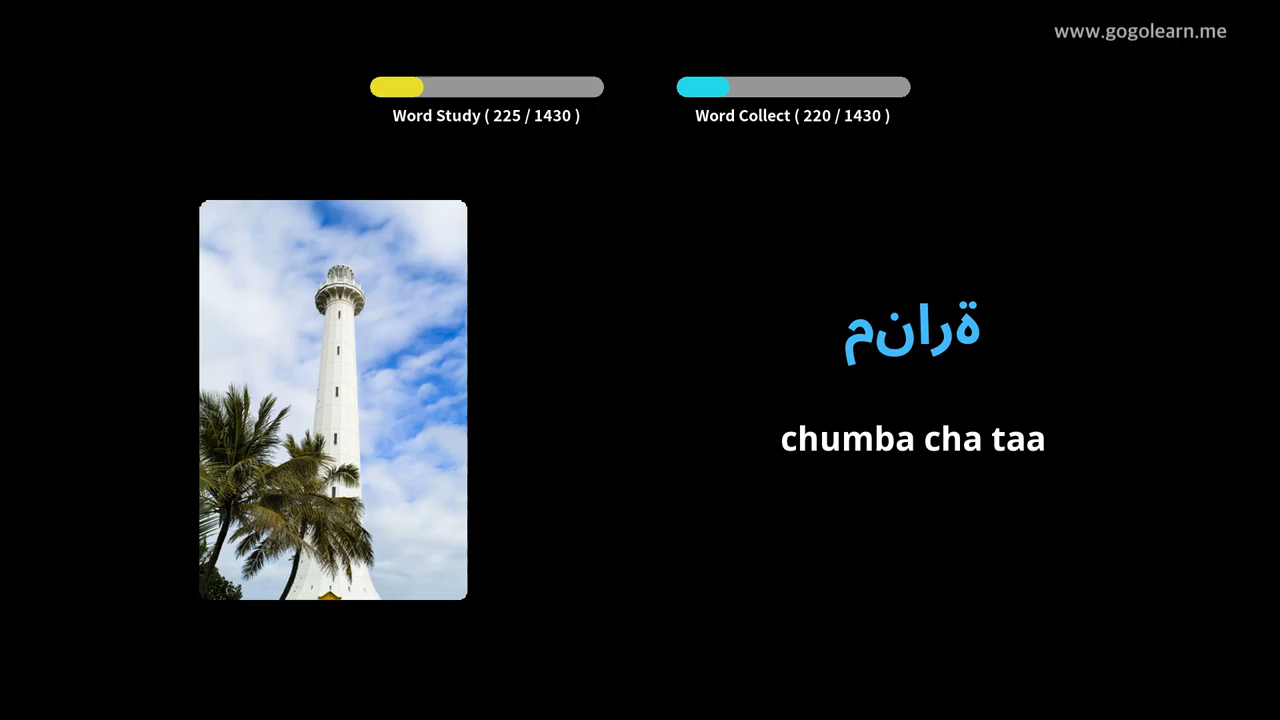 www.gogolearn.me
Word Study ( 225 / 1430 )
Word Collect ( 220 / 1430 )
منارة
chumba cha taa